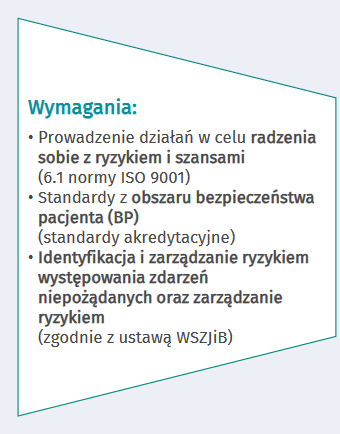 Wymagania:
• Prowadzenie działań w celu radzenia
sobie z ryzykiem i szansami
(6.1 normy ISO 9001)
• Standardy z obszaru bezpieczeństwa
pacjenta (BP)
(standardy akredytacyjne)
• Identyfikacja i zarządzanie ryzykiem
występowania zdarzeń
niepożądanych oraz zarządzanie
ryzykiem
(zgodnie z ustawą WSZJiB)